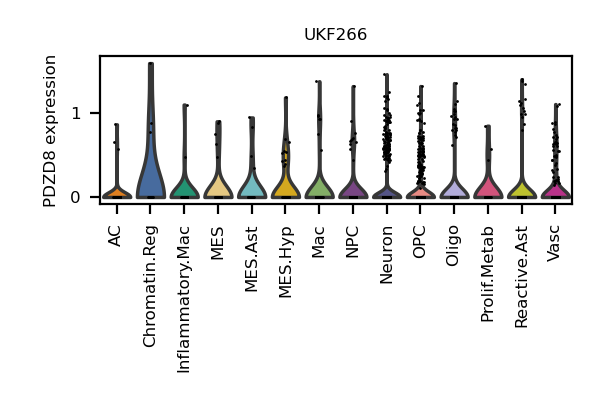 UKF266
PDZD8 expression
1
0
AC
Chromatin.Reg
Inflammatory.Mac
MES
MES.Ast
MES.Hyp
Mac
NPC
Neuron
OPC
Oligo
Prolif.Metab
Reactive.Ast
Vasc